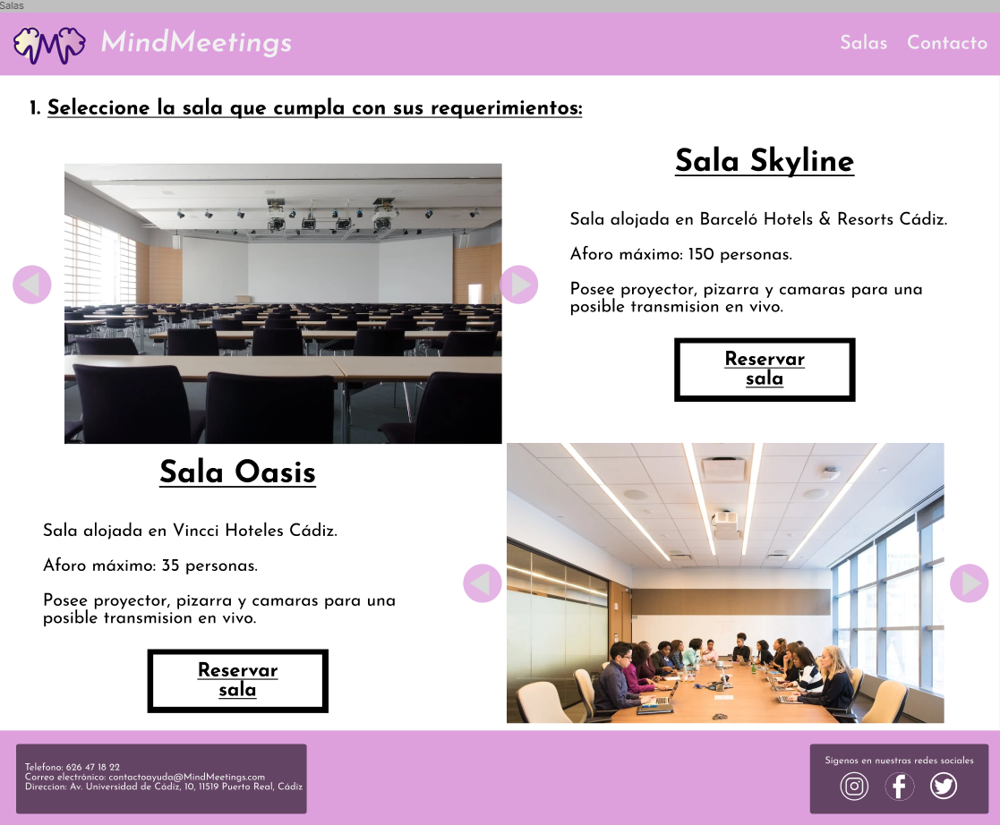 Salas
MindMeetings
Salas Contacto
1. Seleccione la sala que cumpla con sus requerimientos:
Sala Skyline
Sala alojada en Barceló Hotels & Resorts Cádiz.
Aforo máximo: 150 personas.
Posee proyector, pizarra y camaras para una
posible transmision en vivo.
Reservar
sala
Sala Oasis
Sala alojada en Vincci Hoteles Cádiz.
Aforo máximo: 35 personas.
Posee proyector, pizarra y camaras para una
posible transmision en vivo.
Reservar
sala
Telefono: 626 47 18 22
Correo electrónico: contactoayuda@MindMeetings.com
Direccion: Av. Universidad de Cádiz, 10, 11519 Puerto Real, Cádiz
Sigenos en nuestras redes sociales